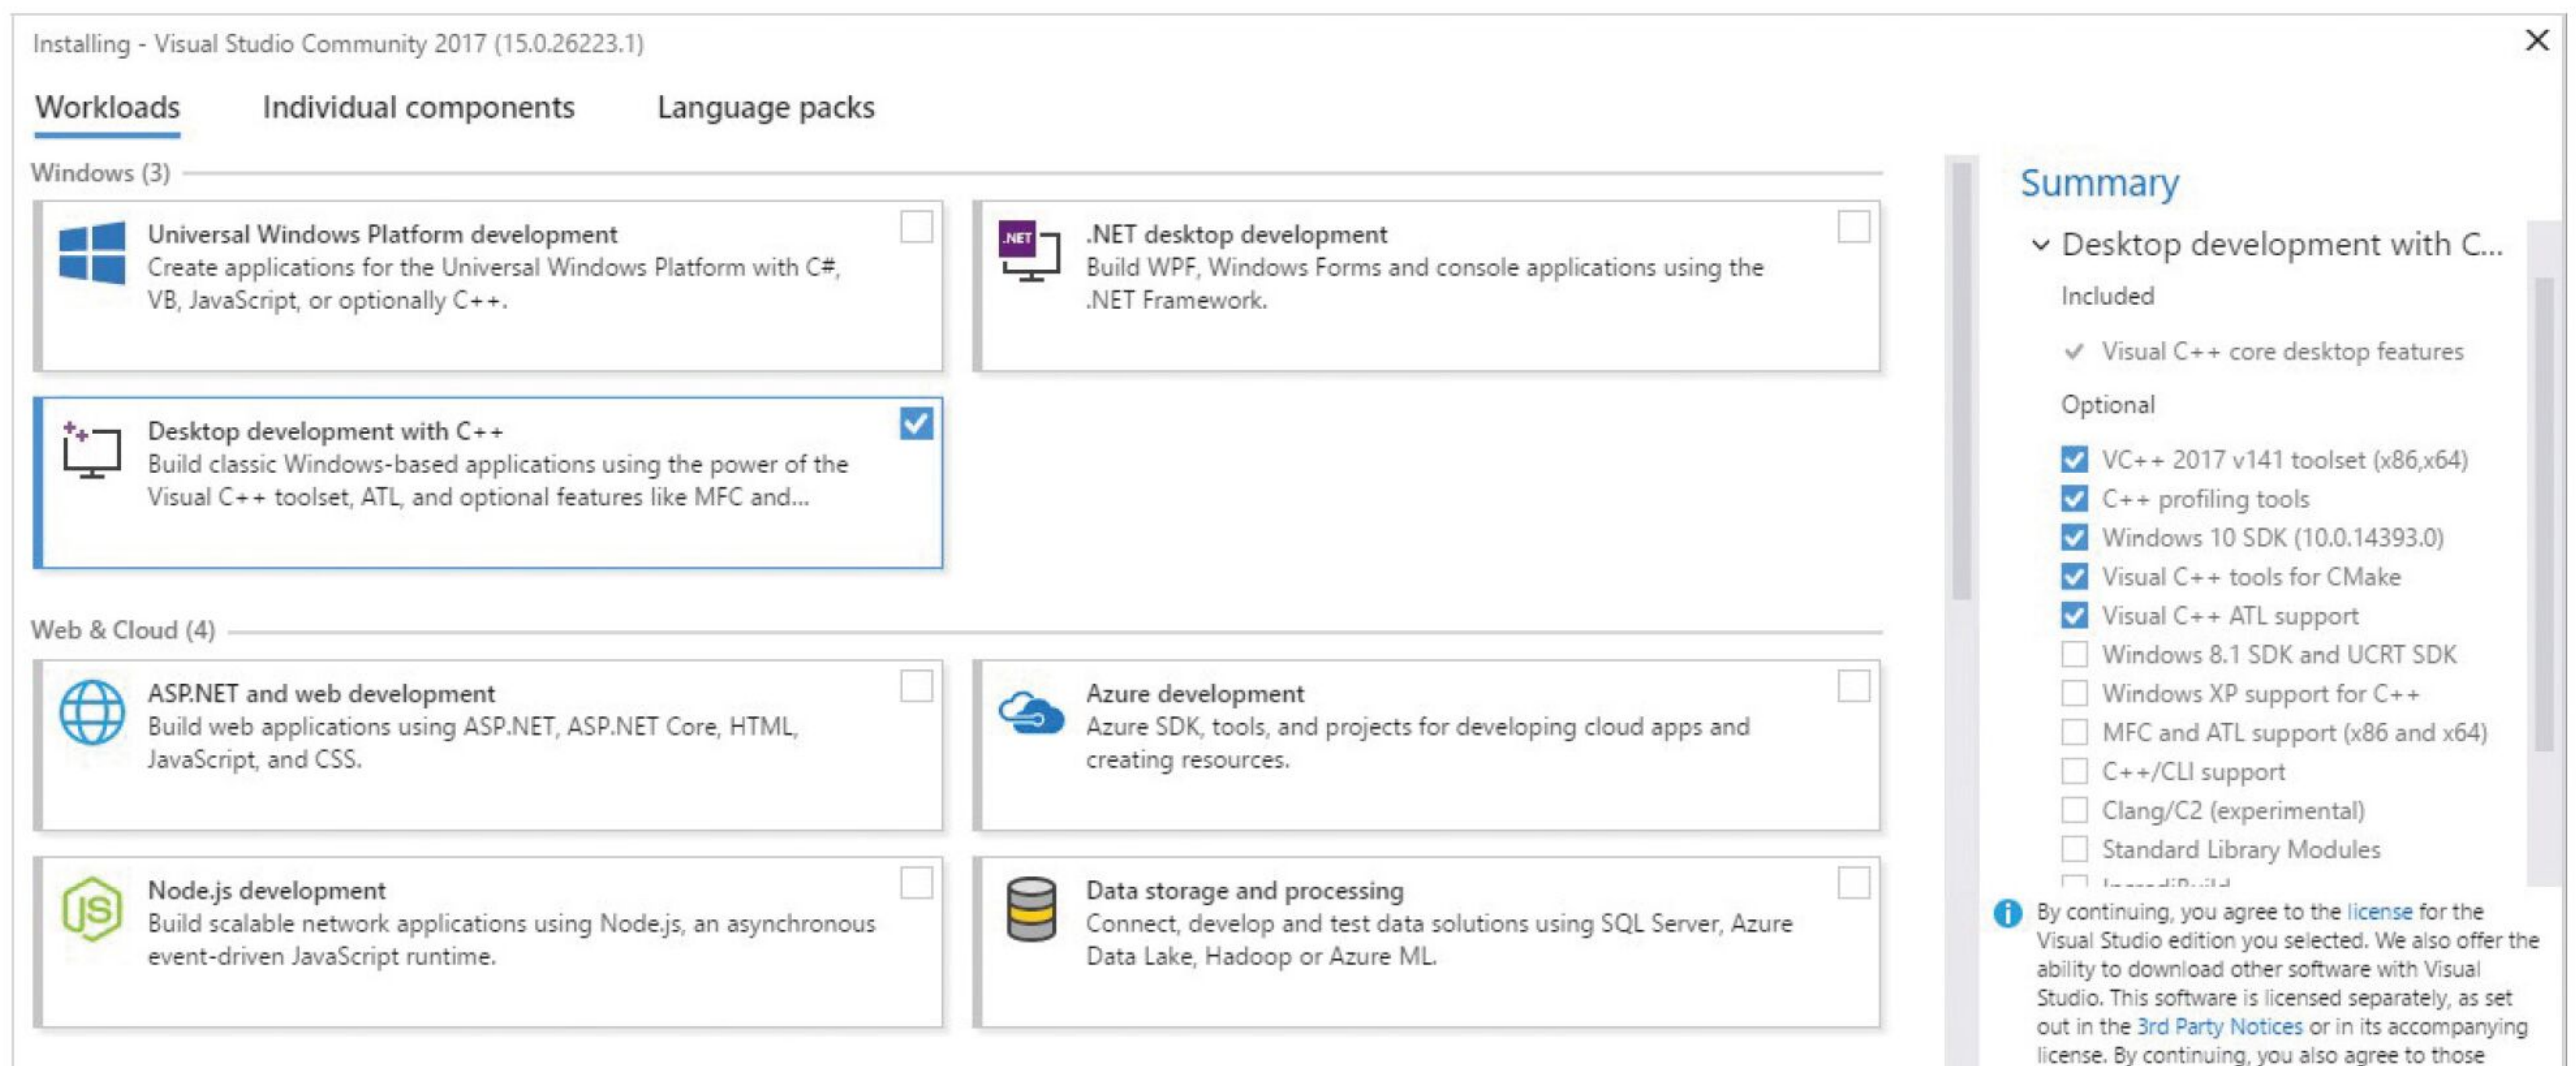 Installing - Visual Studio Community 2017 (15.0.26223.1)
Workloads
Individual components
Language packs
Windows (3)
Universal Windows Platform development
Create applications for the Universal Windows Platform with C#,
VB, JavaScript, or optionally C++.
.NET
.NET desktop development
Build WPF, Windows Forms and console applications using the
.NET Framework.
Desktop development with C++
Build classic Windows-based applications using the power of the
Visual C++ toolset, ATL, and optional features like MFC and...
Web & Cloud (4)
ASP.NET and web development
Build web applications using ASP.NET, ASP.NET Core, HTML,
JavaScript, and CSS.
Azure development
Azure SDK, tools, and projects for developing cloud apps and
creating resources.
JS
Node.js development
Build scalable network applications using Node.js, an asynchronous
event-driven JavaScript runtime.
Data storage and processing
Connect, develop and test data solutions using SQL Server, Azure
Data Lake, Hadoop or Azure ML.
Summary
Desktop development with C...
Included
Visual C++ core desktop features
Optional
VC++ 2017 v141 toolset (x86,x64)
C++ profiling tools
Windows 10 SDK (10.0.14393.0)
Visual C++ tools for CMake
Visual C++ ATL support
Windows 8.1 SDK and UCRT SDK
Windows XP support for C++
MFC and ATL support (x86 and x64)
C++/CLI support
Clang/C2 (experimental)
Standard Library Modules
By continuing, you agree to the license for the
Visual Studio edition you selected. We also offer the
ability to download other software with Visual
Studio. This software is licensed separately, as set
out in the 3rd Party Notices or in its accompanying
license. By continuing, you also agree to those